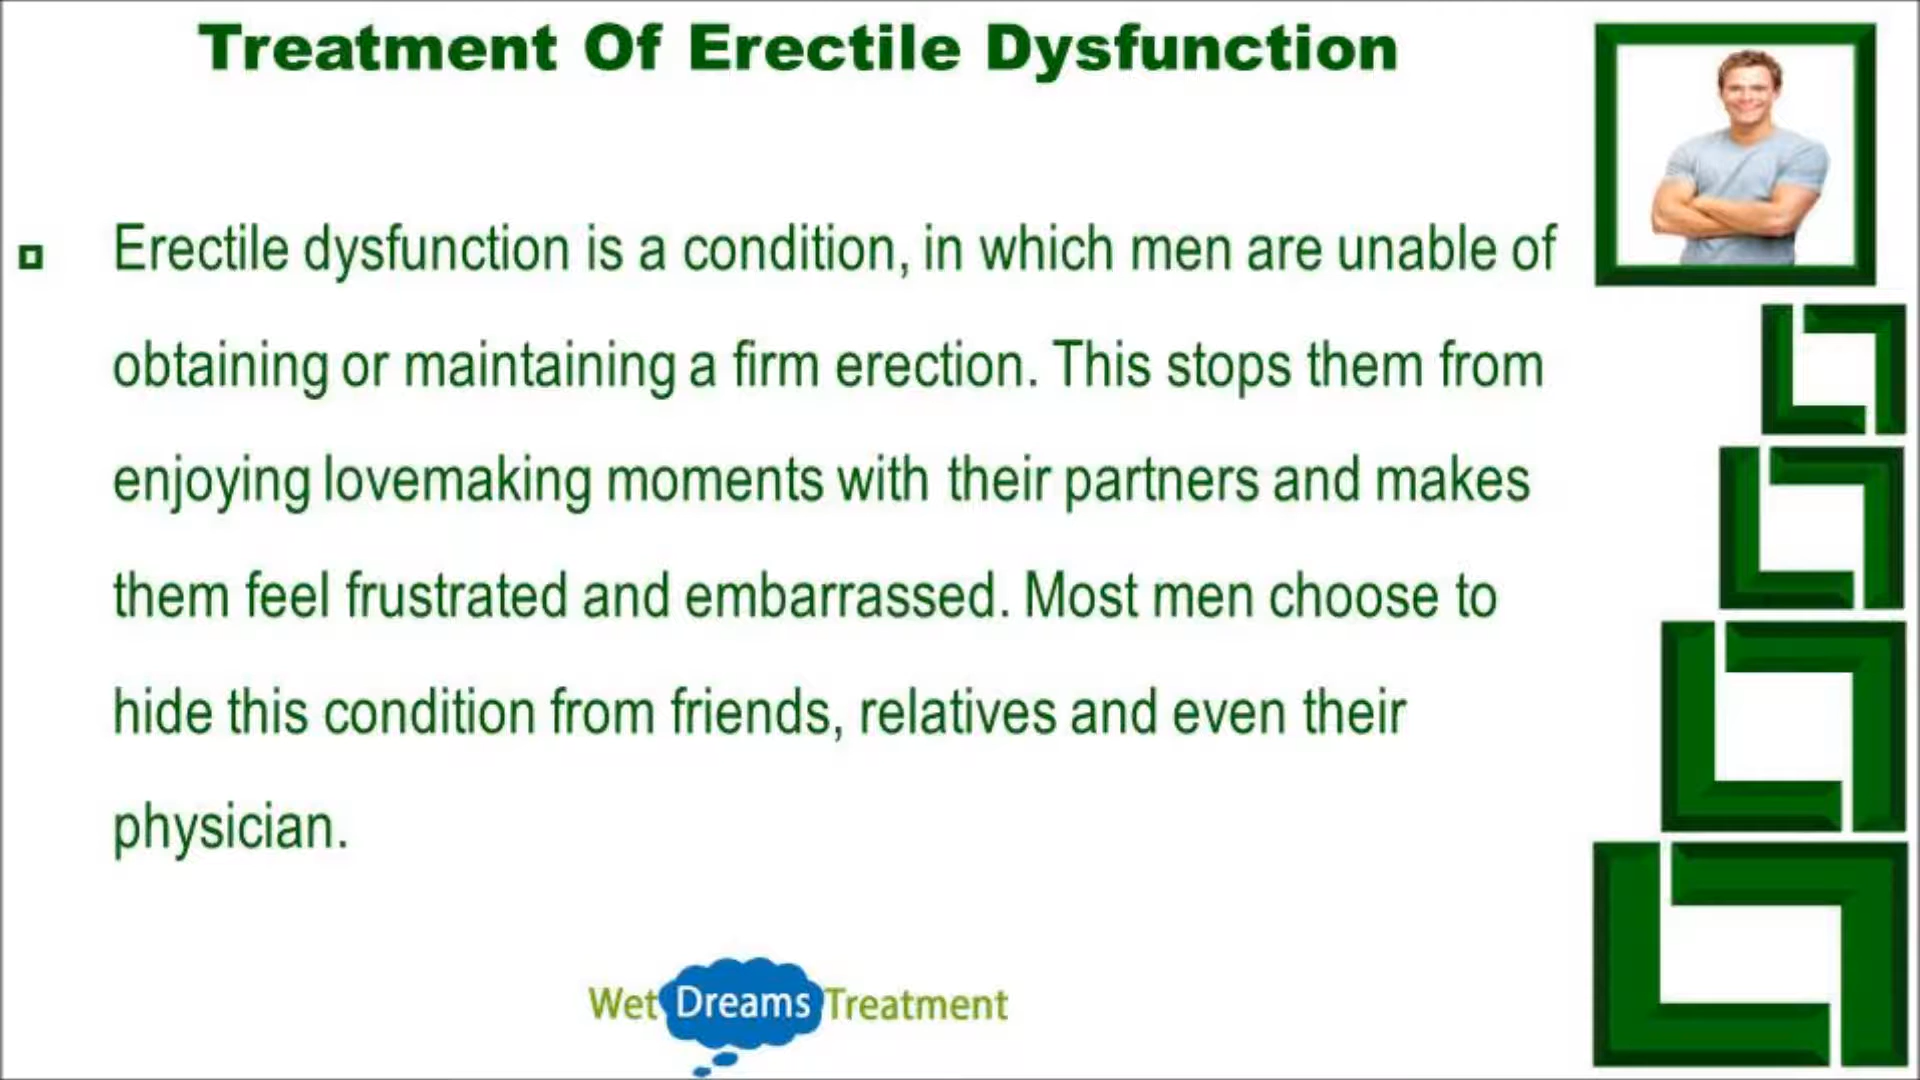 Treatment Of Erectile Dysfunction
Erectile dysfunction is a condition, in which men are unable of
obtaining or maintaining a firm erection. This stops them from
enjoying lovemaking moments with their partners and makes
them feel frustrated and embarrassed. Most men choose to
hide this condition from friends, relatives and even their
physician.
Wet Dreams Treatment